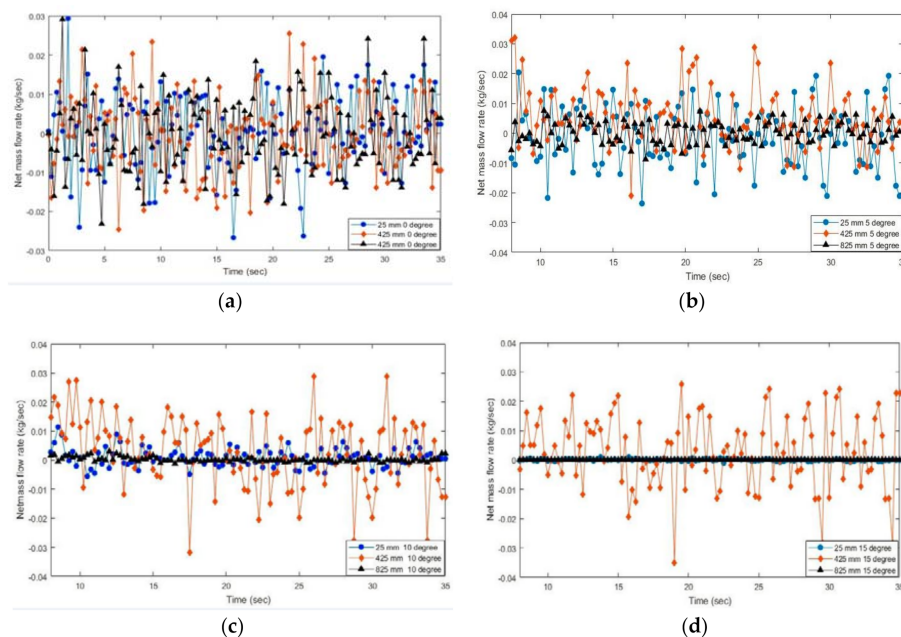 0.03
0.02
0.01
0
-0.01
-0.02
-0.03
Net mass flow rate (kg/sec)
0 5 10 15 20 25 30 35
Time (sec)
25 mm 0 degree
425 mm 0 degree
425 mm 0 degree
(a)
0.04
0.03
0.02
0.01
0
-0.01
-0.02
-0.03
-0.04
Net mass flow rate (kg/sec)
10 15 20 25 30 35
Time (sec)
25 mm 5 degree
425 mm 5 degree
825 mm 5 degree
(b)
0.04
0.03
0.02
0.01
0
-0.01
-0.02
-0.03
-0.04
Netmass flow rate (kg/sec)
10 15 20 25 30 35
Time (sec)
25 mm 10 degree
425 mm 10 degree
825 mm 10 degree
(c)
0.04
0.03
0.02
0.01
0
-0.01
-0.02
-0.03
-0.04
Net mass flow rate (kg/sec)
10 15 20 25 30 35
Time (sec)
25 mm 15 degree
425 mm 15 degree
825 mm 15 degree
(d)